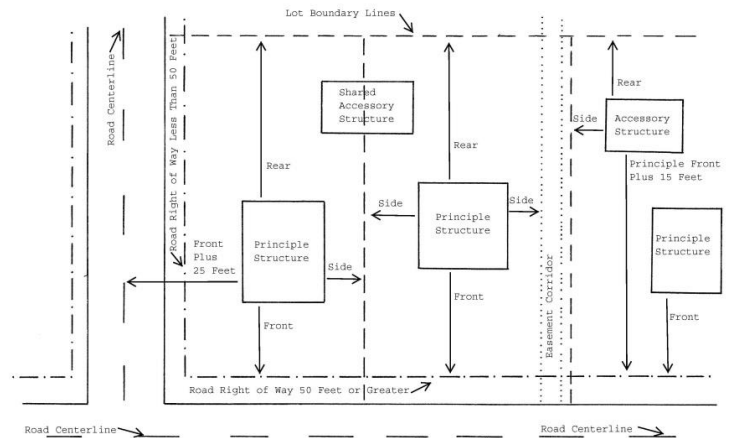 Lot Boundary Lines
Road Centerline
Road Right of Way Less Than 50 Feet
Shared
Accessory
Structure
Rear
Rear
Rear
Side
Accessory
Structure
Principle Front
Plus 15 Feet
Side
Principle
Structure
Side
Principle
Structure
Front
Plus
25 Feet
Principle
Structure
Side
Easement Corridor
Front
Front
Front
Road Right of Way 50 Feet or Greater
Road Centerline
Road Centerline